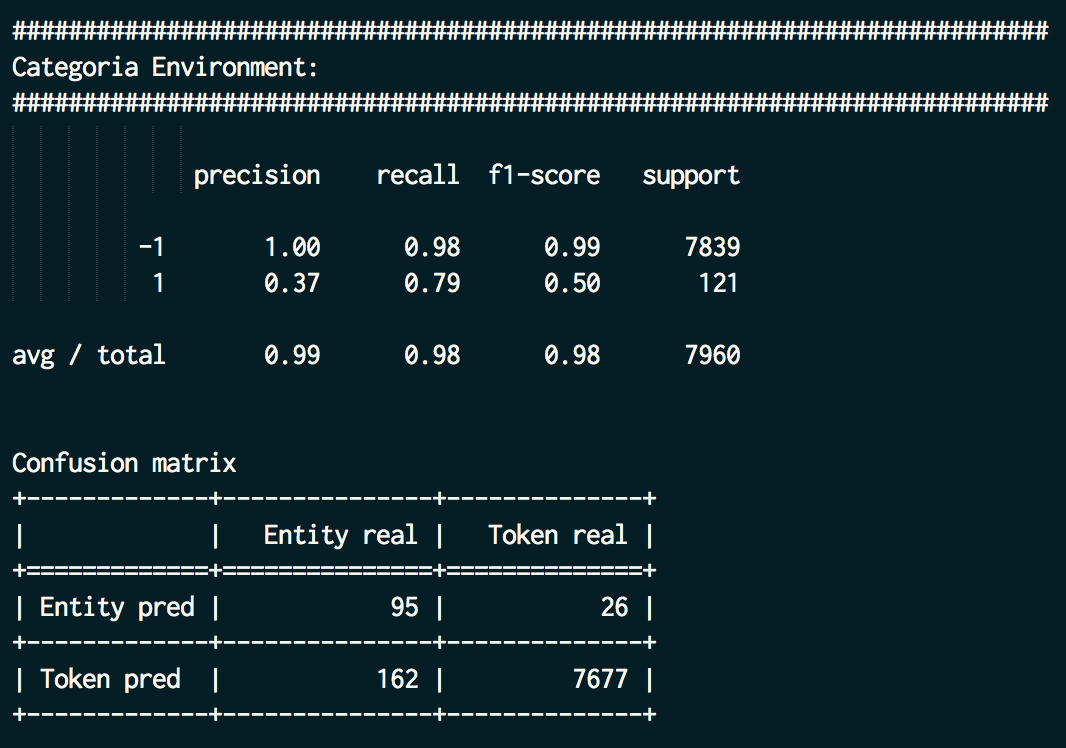 ##########################################################################
Categoria Environment:
##########################################################################
precision recall f1-score support
-1 1.00 0.98 0.99 7839
1 0.37 0.79 0.50 121
avg / total 0.99 0.98 0.98 7960
Confusion matrix
+-------------+---------------+--------------+
| | Entity real | Token real |
+=============+===============+==============+
| Entity pred | 95 | 26 |
+-------------+---------------+--------------+
| Token pred | 162 | 7677 |
+-------------+---------------+--------------+